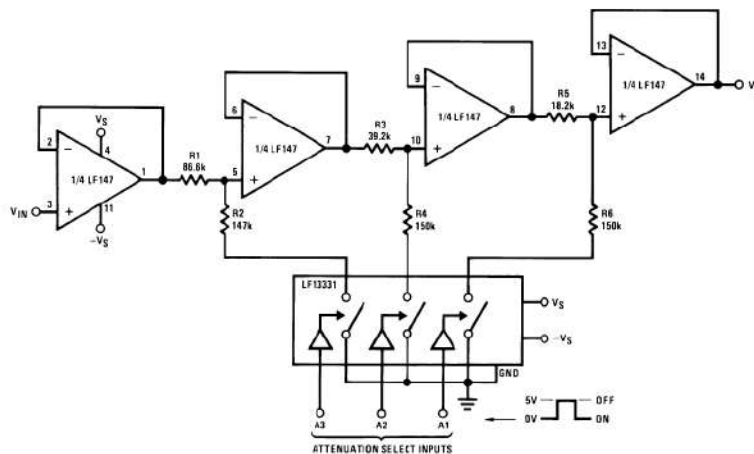 13
14
1/4 LF147
V
12
9
8
1/4 LF147
10
R5
18.2k
6
7
1/4 LF147
5
R3
39.2k
VS
2
4
1
1/4 LF147
3
11
VIN
-VS
R1
86.6k
R2
147k
R4
150k
R6
150k
LF13331
VS
-VS
GND
5V
OFF
0V
ON
A3
A2
A1
ATTENUATION SELECT INPUTS